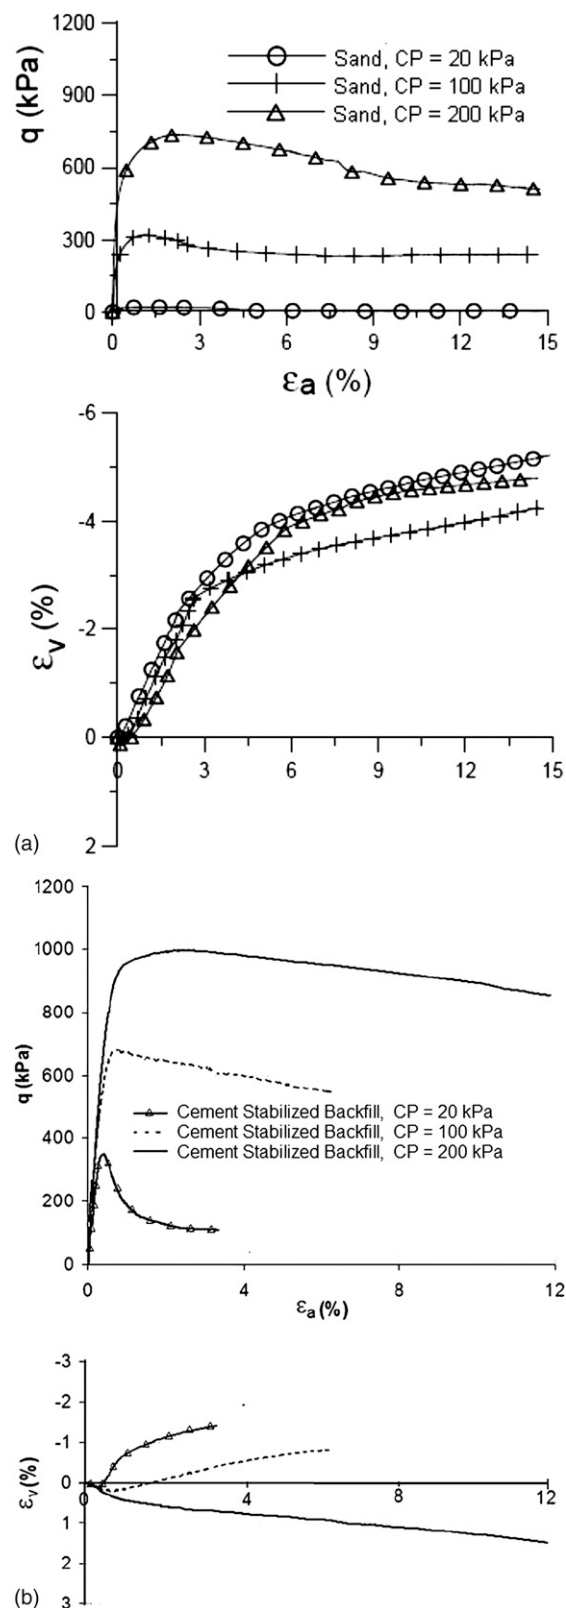 1200
900
600
300
0
q (kPa)
Sand, CP = 20 kPa
Sand, CP = 100 kPa
Sand, CP = 200 kPa
0 3 6 9 12 15
εa (%)
-6
-4
-2
0
2
εv (%)
0 3 6 9 12 15
(a)
1200
1000
800
600
400
200
0
q (kPa)
Cement Stabilized Backfill, CP = 20 kPa
Cement Stabilized Backfill, CP = 100 kPa
Cement Stabilized Backfill, CP = 200 kPa
0 4 8 12
εa (%)
-3
-2
-1
0
1
2
3
εv (%)
0 4 8 12
(b)